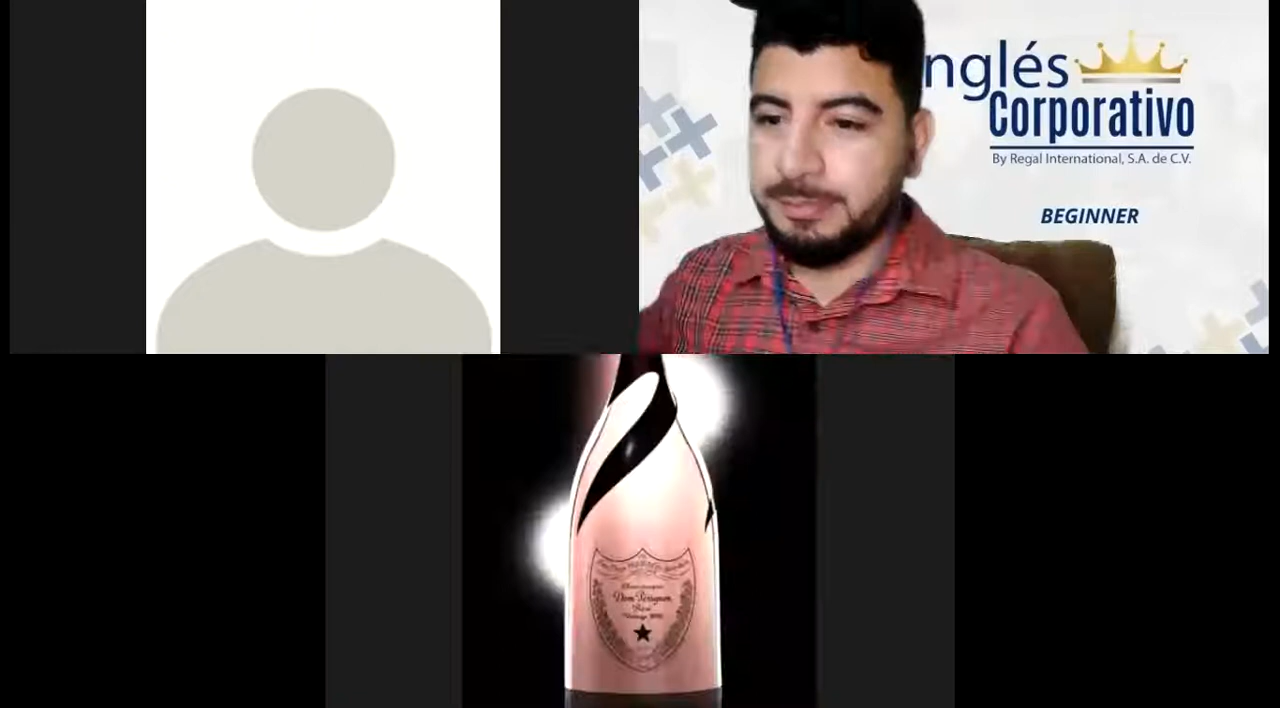 nglés
Corporativo
By Regal International, S.A. de C.V.
BEGINNER
Dom Pérignon